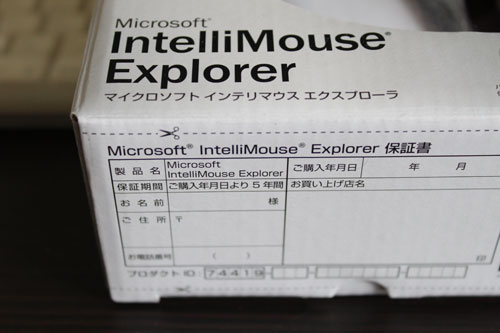 Microsoft®
IntelliMouse®
Explorer
マイクロソフト インテリマウス エクスプローラ
Microsoft® IntelliMouse® Explorer 保証書
製品名 Microsoft IntelliMouse Explorer ご購入年月日 年 月
保証期間 ご購入年月日より5年間 お買い上げ店名
お名前 様
ご住所 〒
お電話番号 ( ) 印
プロダクトID: 74419-